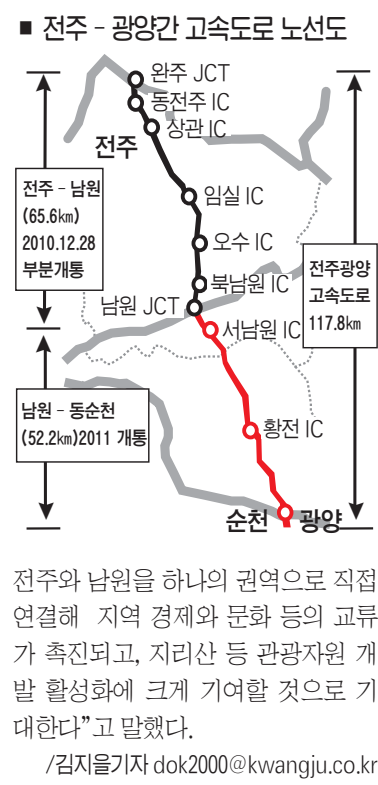 ■ 전주 - 광양간 고속도로 노선도
완주 JCT
동전주 IC
상관 IC
전주
임실 IC
전주 - 남원
(65.6km)
2010.12.28
부분개통
오수 IC
전주광양
고속도로
117.8km
북남원 IC
남원 JCT
서남원 IC
남원 - 동순천
(52.2km)2011 개통
황전 IC
순천
광양
전주와 남원을 하나의 권역으로 직접
연결해 지역 경제와 문화 등의 교류
가 촉진되고, 지리산 등 관광자원 개
발 활성화에 크게 기여할 것으로 기
대한다”고 말했다.
/김지을기자 dok2000@kwangju.co.kr